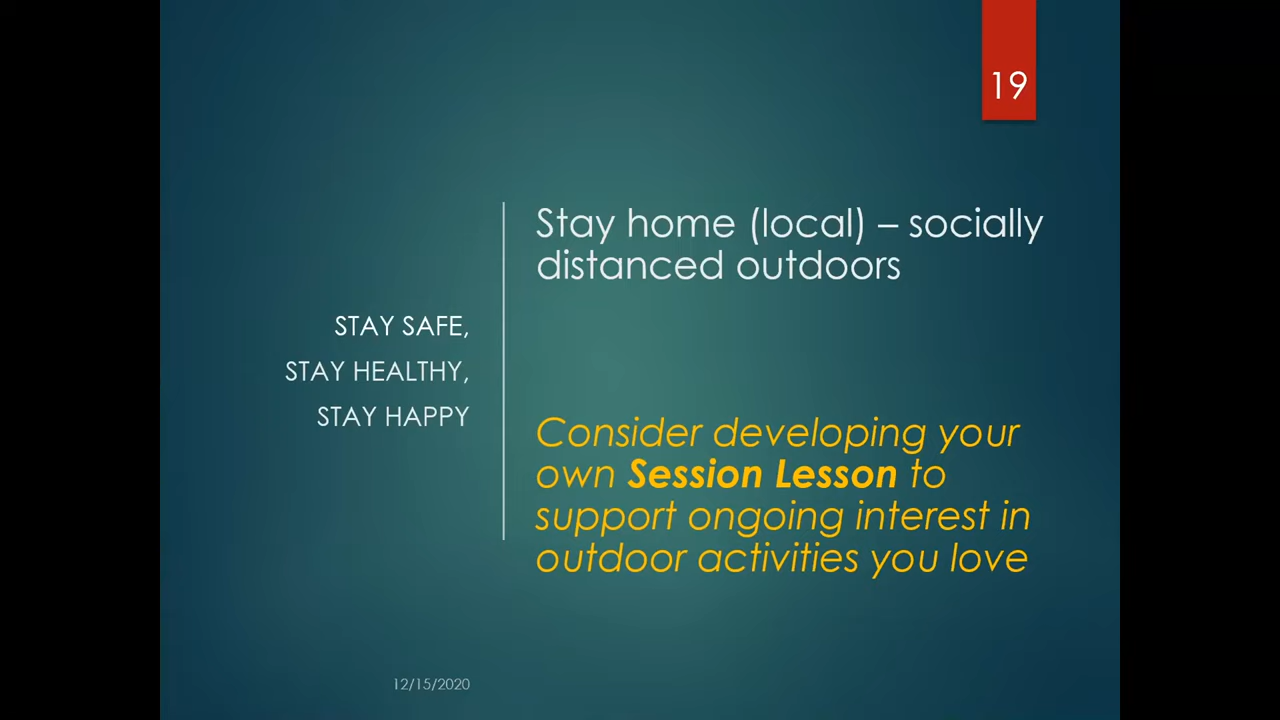 19
Stay home (local) – socially
distanced outdoors
STAY SAFE,
STAY HEALTHY,
STAY HAPPY
Consider developing your
own Session Lesson to
support ongoing interest in
outdoor activities you love
12/15/2020